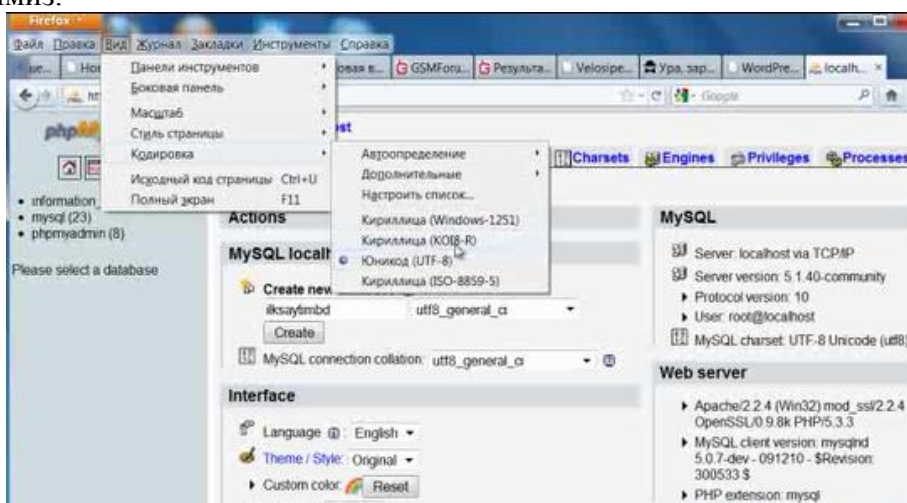 Firefox
Файл Правка Вид Журнал Закладки Инструменты Справка
GSMForu... Результа... Velosipe... Ура, зар... WordPre... localh... ×
Панели инструментов
Боковая панель
Масштаб
Стиль страницы
Кодировка
Исходный код страницы Ctrl+U
Полный экран F11
Автоопределение
Дополнительные
Настроить список...
Кириллица (Windows-1251)
Кириллица (KOI8-R)
Юникод (UTF-8)
Кириллица (ISO-8859-5)
Google
Charsets Engines Privileges Processes
mysql (23)
phpmyadmin (8)
Please select a database
Actions
MySQL localh
Create new
ilksaytimbd utf8_general_ci
Create
MySQL connection collation: utf8_general_ci
Interface
Language : English
Theme / Style: Original
Custom color: Reset
MySQL
Server: localhost via TCP/IP
Server version: 5.1.40-community
Protocol version: 10
User: root@localhost
MySQL charset: UTF-8 Unicode (utf8)
Web server
Apache/2.2.4 (Win32) mod_ssl/2.2.4
OpenSSL/0.9.8k PHP/5.3.3
MySQL client version: mysqlnd
5.0.7-dev - 091210 - $Revision:
300533 $
PHP extension: mysql